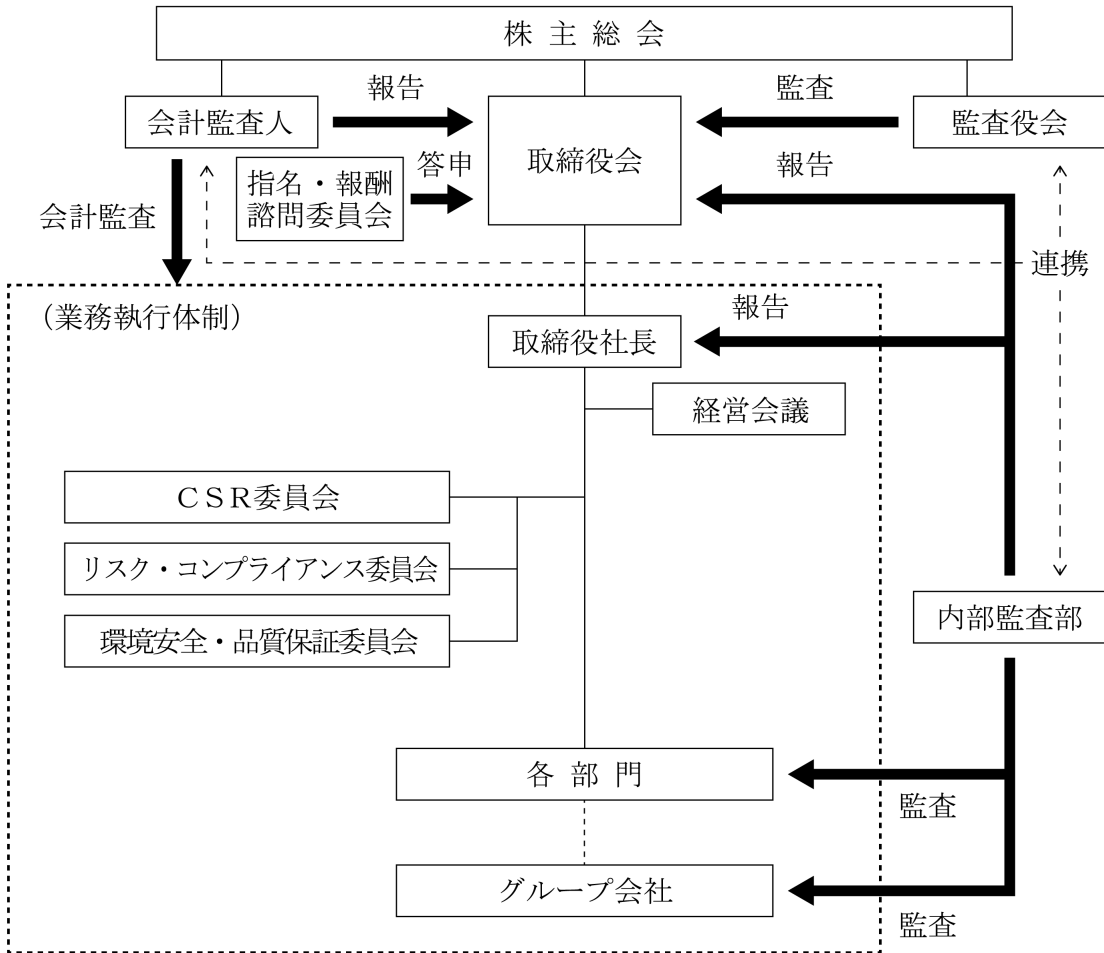 株主総会
報告
監査
会計監査人
取締役会
監査役会
答申
報告
指名・報酬
諮問委員会
会計監査
連携
（業務執行体制）
報告
取締役社長
経営会議
ＣＳＲ委員会
リスク・コンプライアンス委員会
環境安全・品質保証委員会
内部監査部
各部門
監査
グループ会社
監査